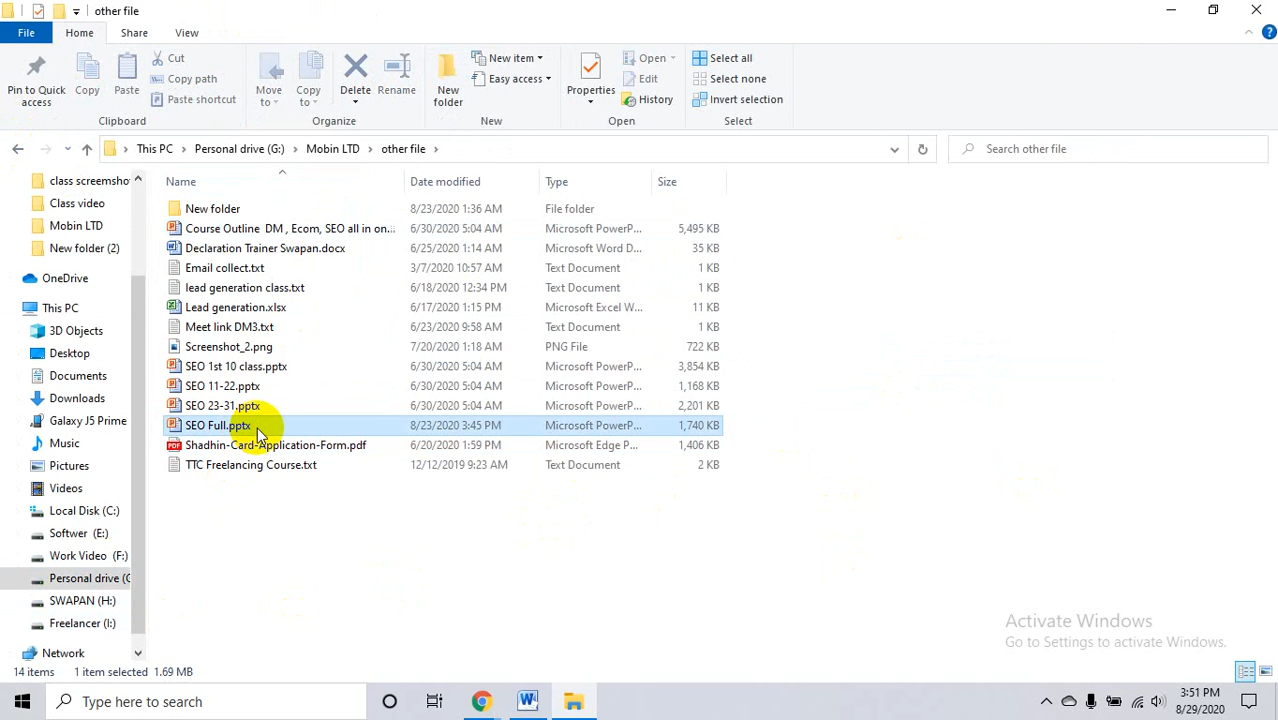 other file
File
Home
Share
View
Pin to Quick access
Copy
Paste
Cut
Copy path
Paste shortcut
Clipboard
Move to
Copy to
Delete
Rename
Organize
New folder
New item
Easy access
New
Properties
Open
Edit
History
Open
Select all
Select none
Invert selection
Select
This PC
Personal drive (G:)
Mobin LTD
other file
Search other file
class screensho
Class video
Mobin LTD
New folder (2)
OneDrive
This PC
3D Objects
Desktop
Documents
Downloads
Galaxy J5 Prime
Music
Pictures
Videos
Local Disk (C:)
Softwer (E:)
Work Video (F:)
Personal drive (G
SWAPAN (H:)
Freelancer (I:)
Network
Name Date modified Type Size
New folder 8/23/2020 1:36 AM File folder
Course Outline DM , Ecom, SEO all in on... 6/30/2020 5:04 AM Microsoft PowerP... 5,495 KB
Declaration Trainer Swapan.docx 6/25/2020 1:14 AM Microsoft Word D... 35 KB
Email collect.txt 3/7/2020 10:57 AM Text Document 1 KB
lead generation class.txt 6/18/2020 12:34 PM Text Document 1 KB
Lead generation.xlsx 6/17/2020 1:15 PM Microsoft Excel W... 11 KB
Meet link DM3.txt 6/23/2020 9:58 AM Text Document 1 KB
Screenshot_2.png 7/20/2020 1:18 AM PNG File 722 KB
SEO 1st 10 class.pptx 6/30/2020 5:04 AM Microsoft PowerP... 3,854 KB
SEO 11-22.pptx 6/30/2020 5:04 AM Microsoft PowerP... 1,168 KB
SEO 23-31.pptx 6/30/2020 5:04 AM Microsoft PowerP... 2,201 KB
SEO Full.pptx 8/23/2020 3:45 PM Microsoft PowerP... 1,740 KB
Shadhin-Card-Application-Form.pdf 6/20/2020 1:59 PM Microsoft Edge P... 1,406 KB
TTC Freelancing Course.txt 12/12/2019 9:23 AM Text Document 2 KB
Activate Windows
Go to Settings to activate Windows.
14 items 1 item selected 1.69 MB
Type here to search
3:51 PM
8/29/2020